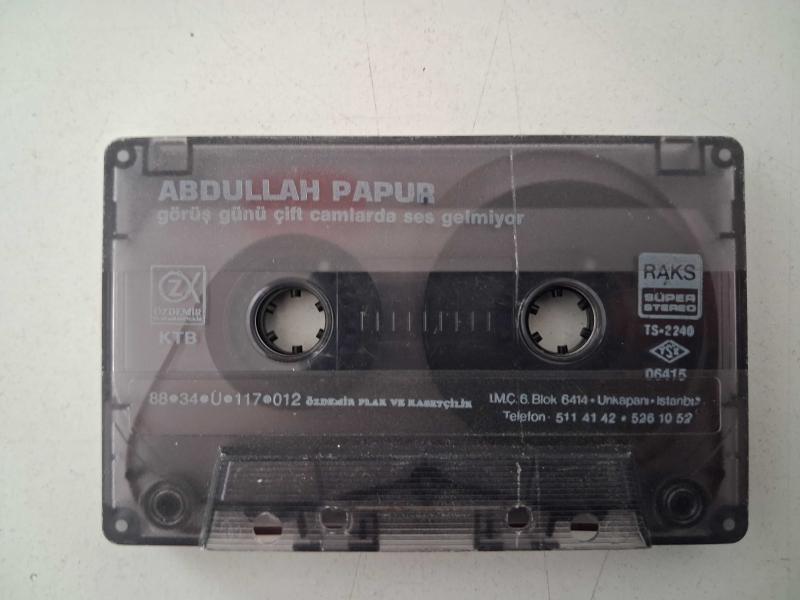 ABDULLAH PAPUR
görüş günü çift camlarda ses gelmiyor
ÖZDEMİR
KTB
RAKS
SÜPER
STEREO
TS-2240
TSE
06415
88•34•Ü•117•012 ÖZDEMİR PLAK VE KASETÇİLİK
İ.M.Ç. 6. Blok 6414 • Unkapanı •
Telefon: 511 41 42 • 526 10 52